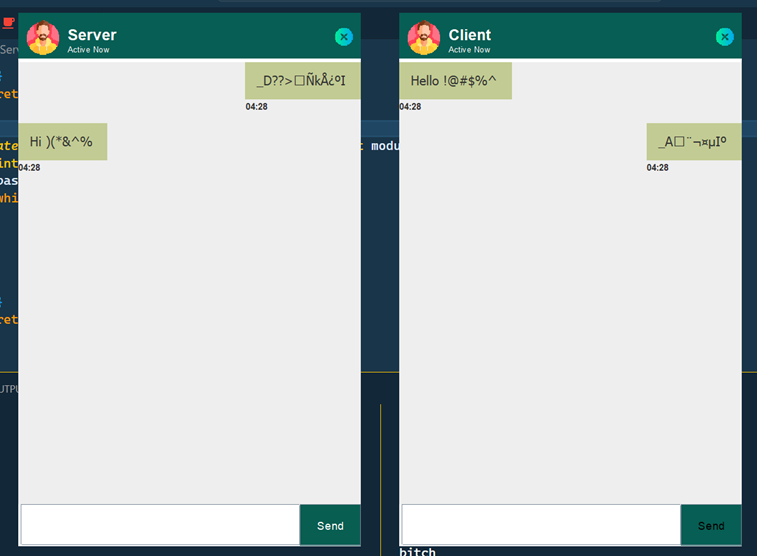 Serv
Server
Active Now
Client
Active Now
ret
_D??>□ÑkÅ¿ºI
04:28
Hello !@#$%^
04:28
ate
Hi )(*&^%
t modu
_A□¨¬¤µIº
int
04:28
04:28
pas
whi
ret
UTPU
Send
Send
bitch